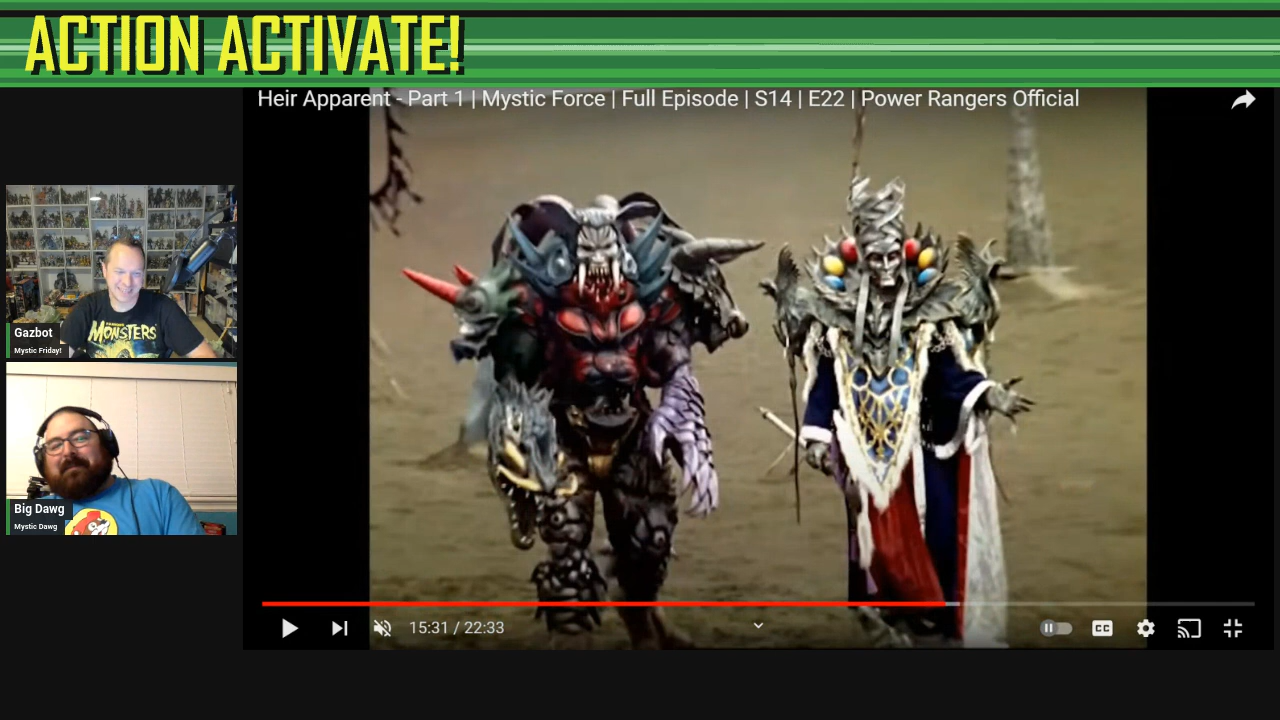 ACTION ACTIVATE!
Heir Apparent - Part 1 | Mystic Force | Full Episode | S14 | E22 | Power Rangers Official
MONSTERS
Gazbot
Mystic Friday!
Big Dawg
Mystic Dawg
15:31 / 22:33
CC